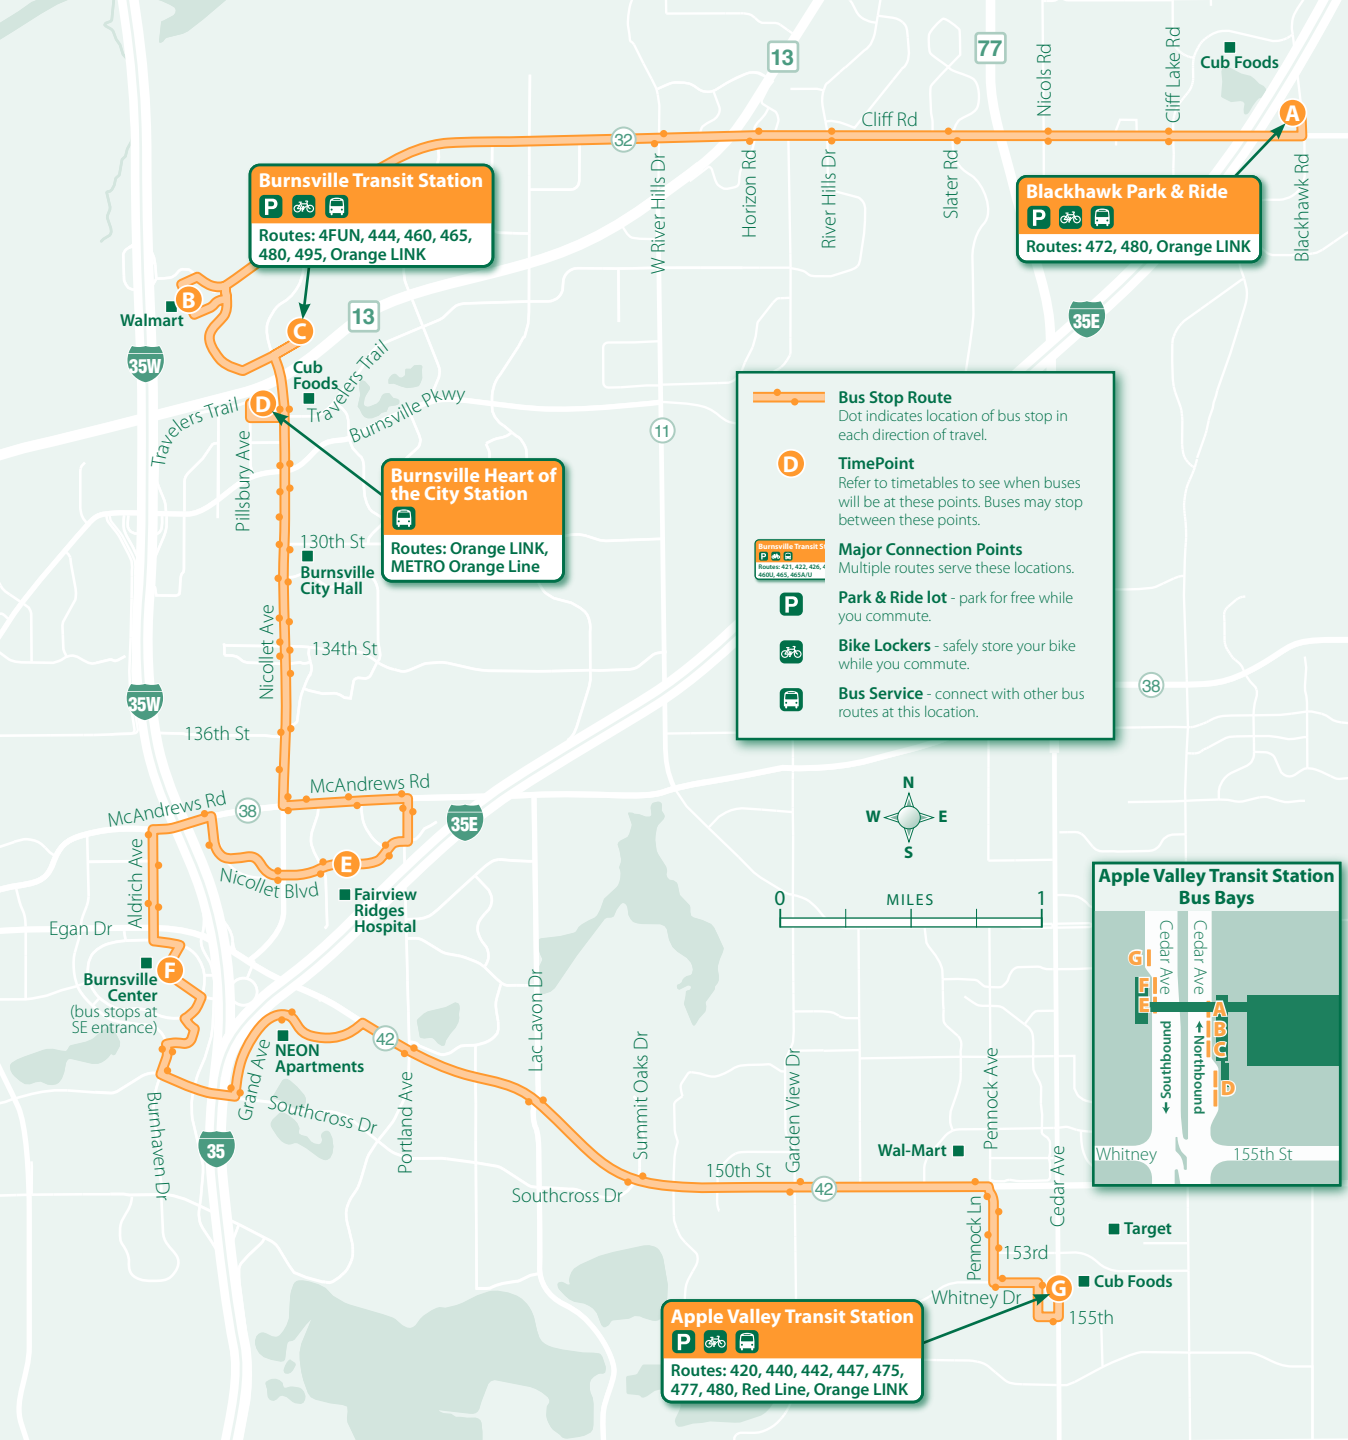 13
77
Nicols Rd
Cliff Lake Rd
Cub Foods
A
Cliff Rd
32
W River Hills Dr
Horizon Rd
River Hills Dr
Slater Rd
Blackhawk Rd
Burnsville Transit Station
P
Routes: 4FUN, 444, 460, 465,
480, 495, Orange LINK
Blackhawk Park & Ride
P
Routes: 472, 480, Orange LINK
B
Walmart
C
13
35E
35W
Cub
Foods
Travelers Trail
D
Travelers Trail
Burnsville Pkwy
Pillsbury Ave
11
Burnsville Heart of
the City Station
Routes: Orange LINK,
METRO Orange Line
130th St
Burnsville
City Hall
Nicollet Ave
134th St
35W
136th St
38
Bus Stop Route
Dot indicates location of bus stop in
each direction of travel.
D
TimePoint
Refer to timetables to see when buses
will be at these points. Buses may stop
between these points.
Burnsville Transit St
P
Routes: 421, 422, 426, 4
460U, 465, 465A/U
Major Connection Points
Multiple routes serve these locations.
P
Park & Ride lot - park for free while
you commute.
Bike Lockers - safely store your bike
while you commute.
Bus Service - connect with other bus
routes at this location.
N
W
E
S
0
MILES
1
McAndrews Rd
McAndrews Rd
38
35E
Aldrich Ave
E
Nicollet Blvd
Fairview
Ridges
Hospital
Egan Dr
F
Burnsville
Center
(bus stops at
SE entrance)
42
NEON
Apartments
Grand Ave
Southcross Dr
Burnhaven Dr
35
Portland Ave
Lac Lavon Dr
Summit Oaks Dr
Southcross Dr
150th St
Garden View Dr
42
Wal-Mart
Pennock Ave
Cedar Ave
Pennock Ln
153rd
Target
G
Cub Foods
Whitney Dr
155th
Apple Valley Transit Station
P
Routes: 420, 440, 442, 447, 475,
477, 480, Red Line, Orange LINK
Apple Valley Transit Station
Bus Bays
Cedar Ave
Cedar Ave
G
F
E
A
B
C
D
Southbound
Northbound
Whitney
155th St